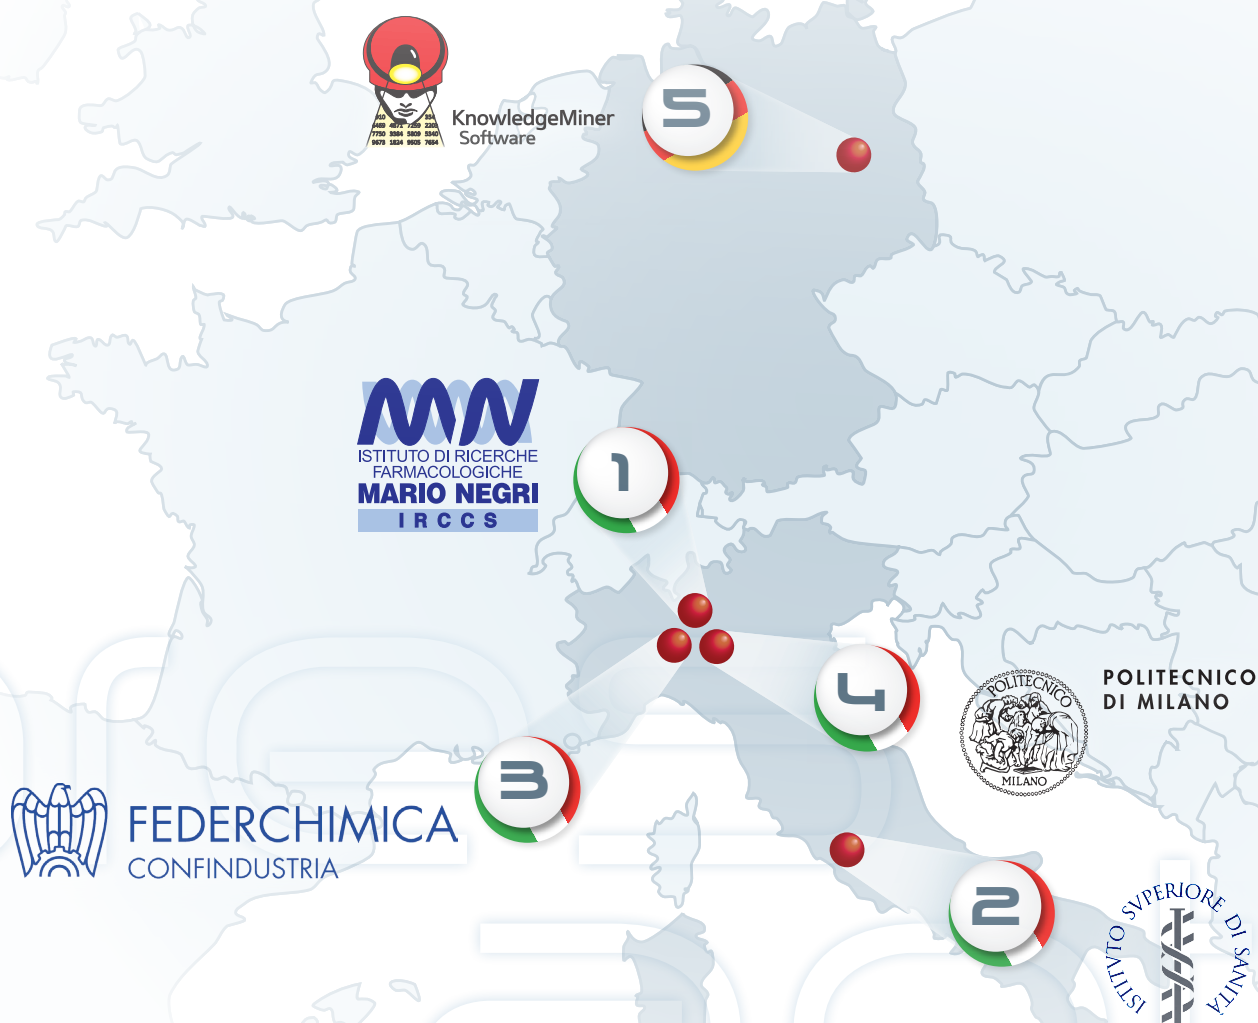 KnowledgeMiner
Software
5
ISTITUTO DI RICERCHE
FARMACOLOGICHE
MARIO NEGRI
IRCCS
1
4
POLITECNICO
MILANO
POLITECNICO
DI MILANO
3
FEDERCHIMICA
CONFINDUSTRIA
2
ISTITVTO SVPERIORE DI SANITÀ